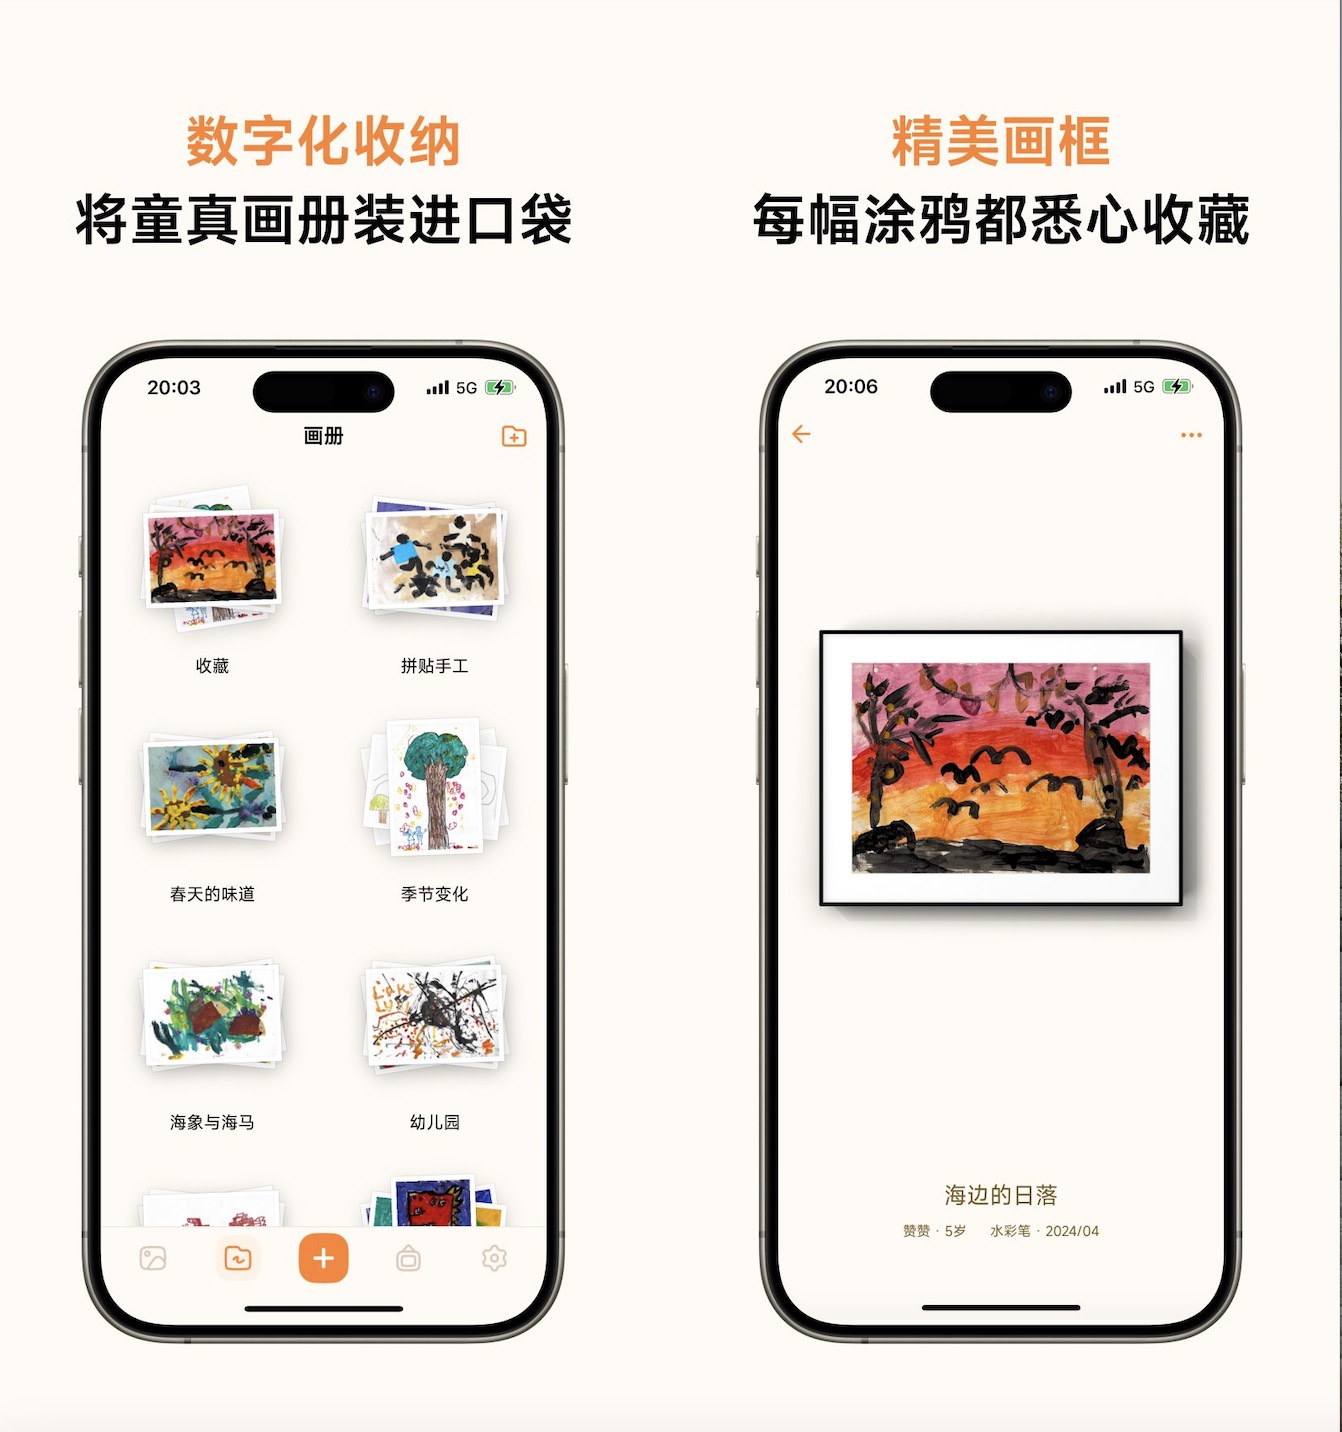 数字化收纳
将童真画册装进口袋
20:03
5G
画册
收藏
拼贴手工
春天的味道
季节变化
海象与海马
幼儿园
精美画框
每幅涂鸦都悉心收藏
20:06
5G
海边的日落
赞赞 · 5岁 水彩笔 · 2024/04